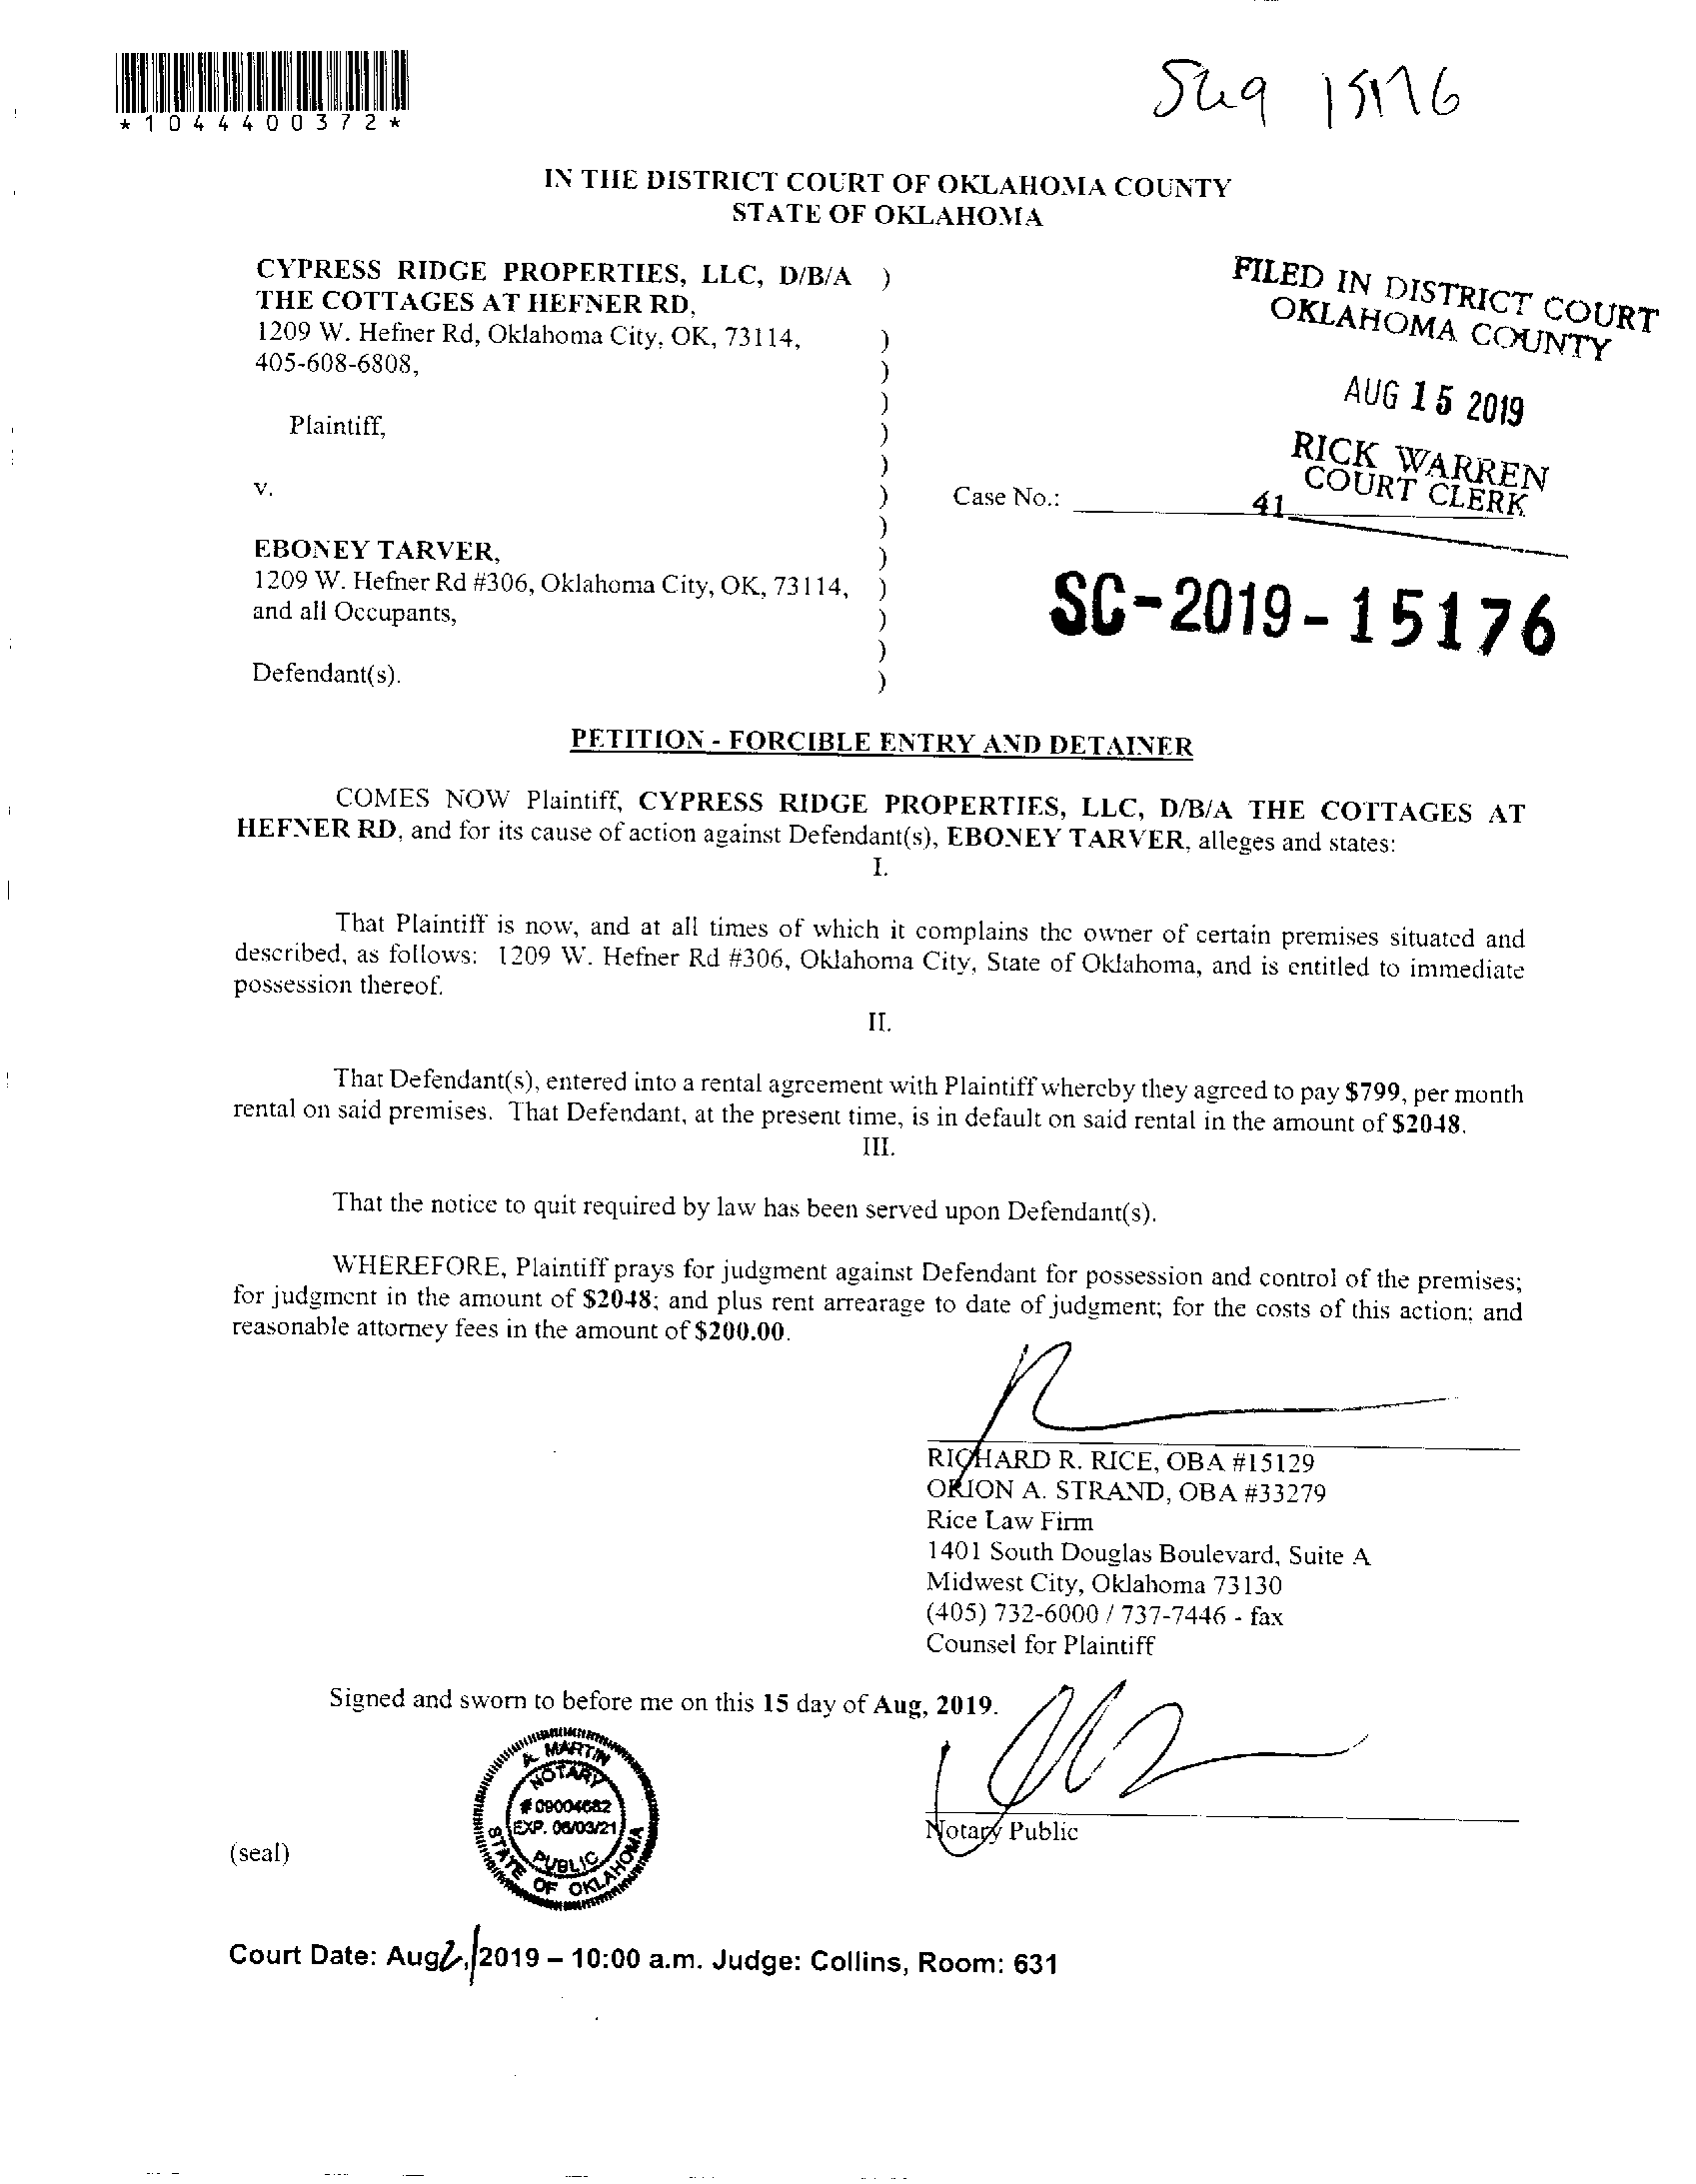 *1044400372*
15176
IN THE DISTRICT COURT OF OKLAHOMA COUNTY
STATE OF OKLAHOMA
CYPRESS RIDGE PROPERTIES, LLC, D/B/A )
THE COTTAGES AT HEFNER RD,
1209 W. Hefner Rd, Oklahoma City, OK, 73114, )
405-608-6808, )
)
Plaintiff, )
)
v. )
)
EBONEY TARVER, )
1209 W. Hefner Rd #306, Oklahoma City, OK, 73114, )
and all Occupants, )
)
Defendant(s). )
FILED IN DISTRICT COURT
OKLAHOMA COUNTY
AUG 15 2019
RICK WARREN
COURT CLERK
Case No.: 41
SC-2019-15176
PETITION - FORCIBLE ENTRY AND DETAINER
COMES NOW Plaintiff, CYPRESS RIDGE PROPERTIES, LLC, D/B/A THE COTTAGES AT
HEFNER RD, and for its cause of action against Defendant(s), EBONEY TARVER, alleges and states:
I.
That Plaintiff is now, and at all times of which it complains the owner of certain premises situated and
described, as follows: 1209 W. Hefner Rd #306, Oklahoma City, State of Oklahoma, and is entitled to immediate
possession thereof.
II.
That Defendant(s), entered into a rental agreement with Plaintiff whereby they agreed to pay $799, per month
rental on said premises. That Defendant, at the present time, is in default on said rental in the amount of $2048.
III.
That the notice to quit required by law has been served upon Defendant(s).
WHEREFORE, Plaintiff prays for judgment against Defendant for possession and control of the premises;
for judgment in the amount of $2048; and plus rent arrearage to date of judgment; for the costs of this action; and
reasonable attorney fees in the amount of $200.00.
RICHARD R. RICE, OBA #15129
ORION A. STRAND, OBA #33279
Rice Law Firm
1401 South Douglas Boulevard, Suite A
Midwest City, Oklahoma 73130
(405) 732-6000 / 737-7446 - fax
Counsel for Plaintiff
Signed and sworn to before me on this 15 day of Aug, 2019.
A. MARTIN
NOTARY
# 09004682
EXP. 06/03/21
PUBLIC
STATE OF OKLAHOMA
Notary Public
(seal)
Court Date: Aug 2019 – 10:00 a.m. Judge: Collins, Room: 631